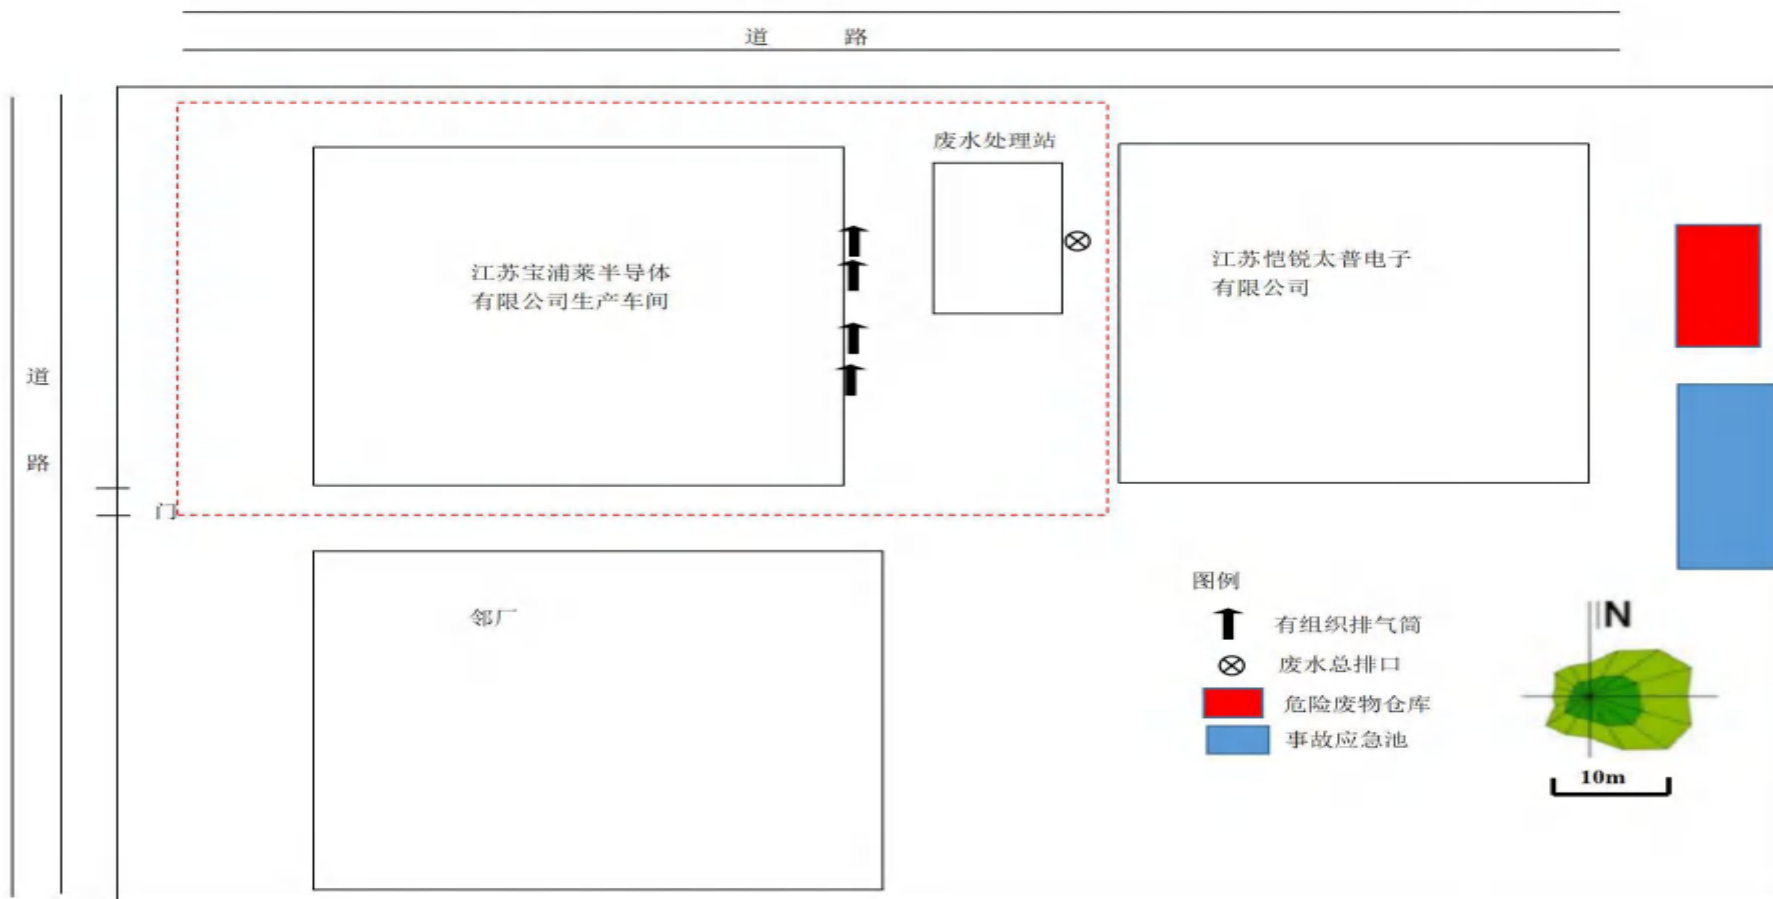 道 路
废水处理站
江苏宝浦莱半导体
有限公司生产车间
江苏恺锐太普电子
有限公司
道
路
门
邻厂
图例
有组织排气筒
废水总排口
危险废物仓库
事故应急池
N
10m